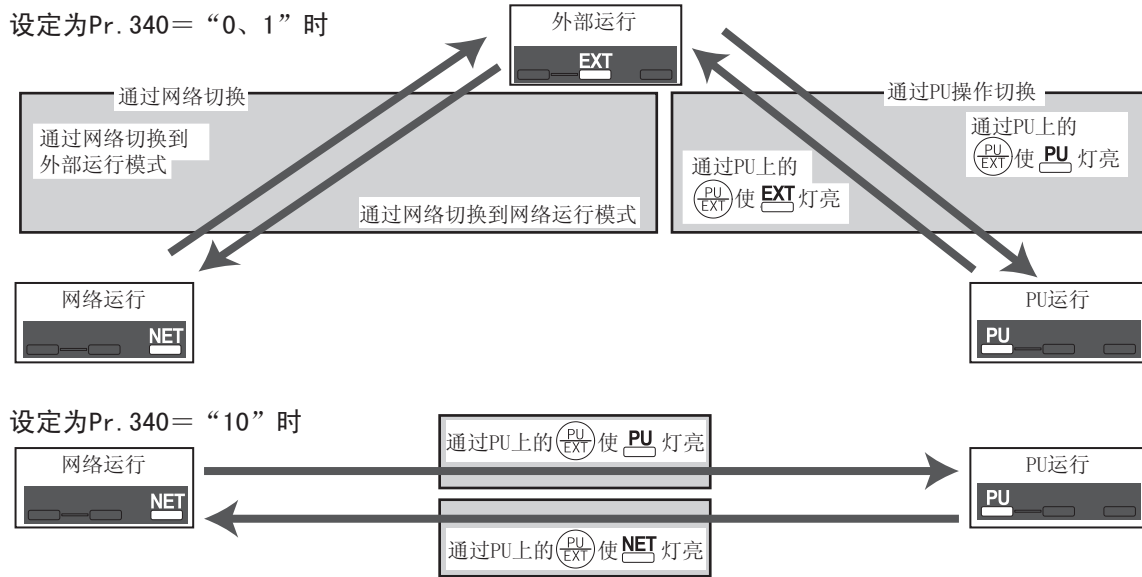 设定为Pr.340＝“0、1”时
外部运行
EXT
通过网络切换
通过网络切换到
外部运行模式
通过网络切换到网络运行模式
通过PU操作切换
通过PU上的
PU
EXT
使 PU 灯亮
通过PU上的
PU
EXT
使 EXT 灯亮
网络运行
NET
PU运行
PU
设定为Pr.340＝“10”时
网络运行
NET
通过PU上的 PU/EXT 使 PU 灯亮
通过PU上的 PU/EXT 使 NET 灯亮
PU运行
PU